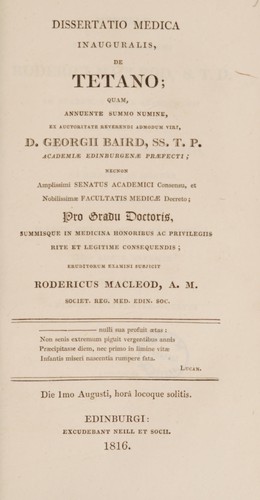 DISSERTATIO MEDICA
INAUGURALIS,
DE
TETANO;
QUAM,
ANNUENTE SUMMO NUMINE,
EX AUCTORITATE REVERENDI ADMODUM VIRI,
D. GEORGII BAIRD, SS. T. P.
ACADEMIÆ EDINBURGENÆ PRÆFECTI;
NECNON
Amplissimi SENATUS ACADEMICI Consensu, et
Nobilissimæ FACULTATIS MEDICÆ Decreto;
Pro Gradu Doctoris,
SUMMISQUE IN MEDICINA HONORIBUS AC PRIVILEGIIS
RITE ET LEGITIME CONSEQUENDIS;
ERUDITORUM EXAMINI SUBJICIT
RODERICUS MACLEOD, A. M.
SOCIET. REG. MED. EDIN. SOC.
nulli sua profuit ætas:
Non senis extremum piguit vergentibus annis
Præcipitasse diem, nec primo in limine vitæ
Infantis miseri nascentia rumpere fata.
LUCAN.
Die 1mo Augusti, horâ locoque solitis.
EDINBURGI:
EXCUDEBANT NEILL ET SOCII.
1816.